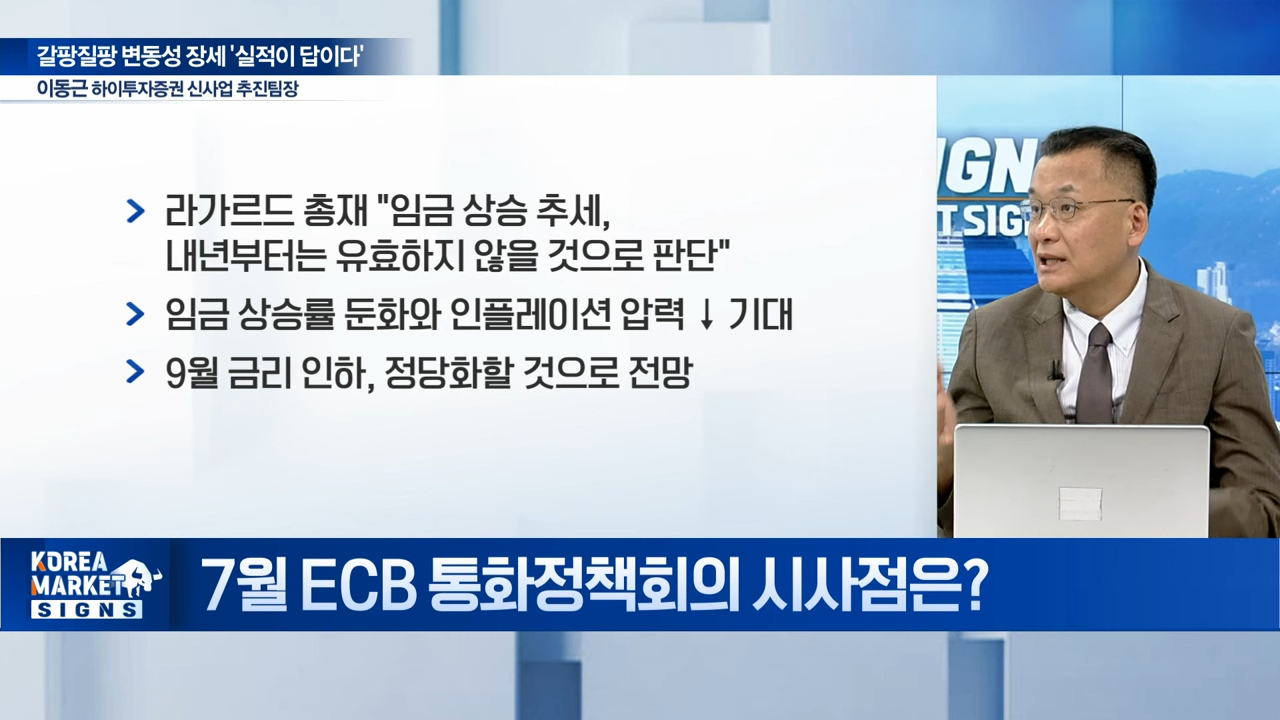 갈팡질팡 변동성 장세 '실적이 답이다'
이동근 하이투자증권 신사업 추진팀장
라가르드 총재 "임금 상승 추세,
내년부터는 유효하지 않을 것으로 판단"
임금 상승률 둔화와 인플레이션 압력 ↓ 기대
9월 금리 인하, 정당화할 것으로 전망
IGN
T SIG
KOREA
MARKET
SIGNS
7월 ECB 통화정책회의 시사점은?